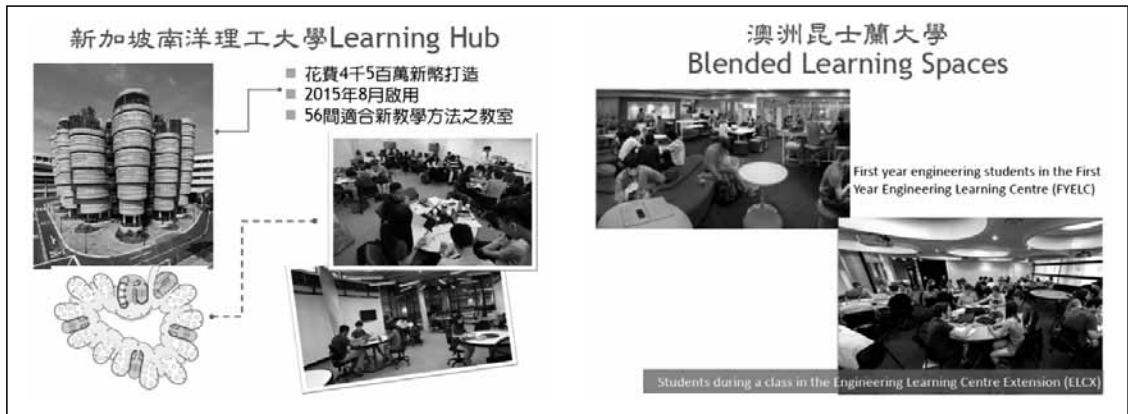 新加坡南洋理工大學Learning Hub
花費4千5百萬新幣打造
2015年8月啟用
56間適合新教學方法之教室
澳洲昆士蘭大學
Blended Learning Spaces
First year engineering students in the First
Year Engineering Learning Centre (FYELC)
Students during a class in the Engineering Learning Centre Extension (ELCX)